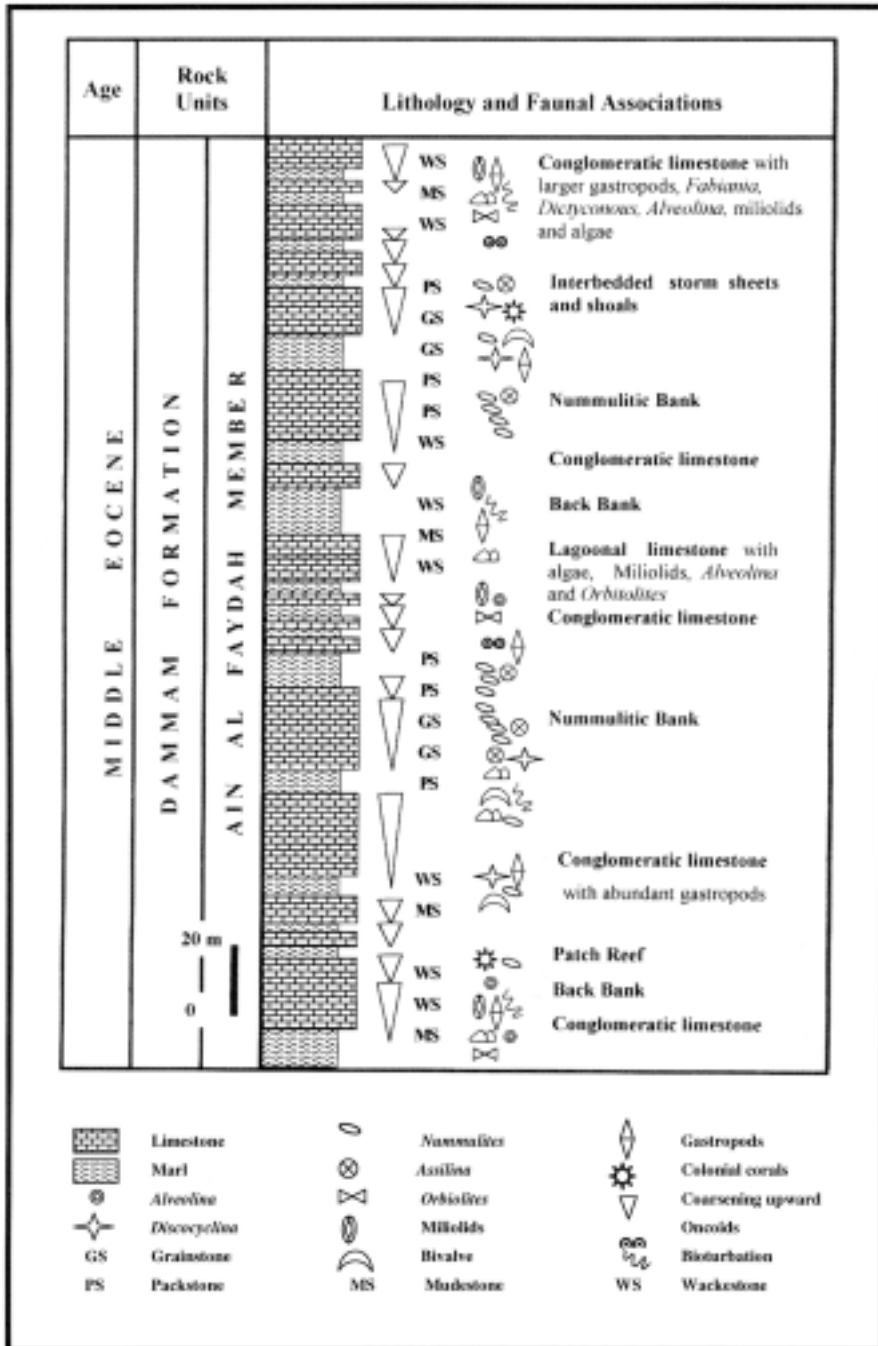 Age
Rock
Units
Lithology and Faunal Associations
MIDDLE EOCENE
DAMMAM FORMATION
AIN AL FAYDAH MEMBER
WS
MS
WS
PS
GS
GS
PS
PS
WS
WS
MS
WS
PS
PS
GS
GS
PS
WS
MS
WS
WS
MS
Conglomeratic limestone with
larger gastropods, Fabiania,
Dictyconous, Alveolina, miliolids
and algae
Interbedded storm sheets
and shoals
Nummulitic Bank
Conglomeratic limestone
Back Bank
Lagoonal limestone with
algae, Miliolids, Alveolina
and Orbitolites
Conglomeratic limestone
Nummulitic Bank
Conglomeratic limestone
with abundant gastropods
Patch Reef
Back Bank
Conglomeratic limestone
20 m
0
Limestone
Marl
Alveolina
Discocyclina
GS Grainstone
PS Packstone
Nummulites
Assilina
Orbiolites
Miliolids
Bivalve
MS Mudestone
Gastropods
Colonial corals
Coarsening upward
Oncoids
Bioturbation
WS Wackestone